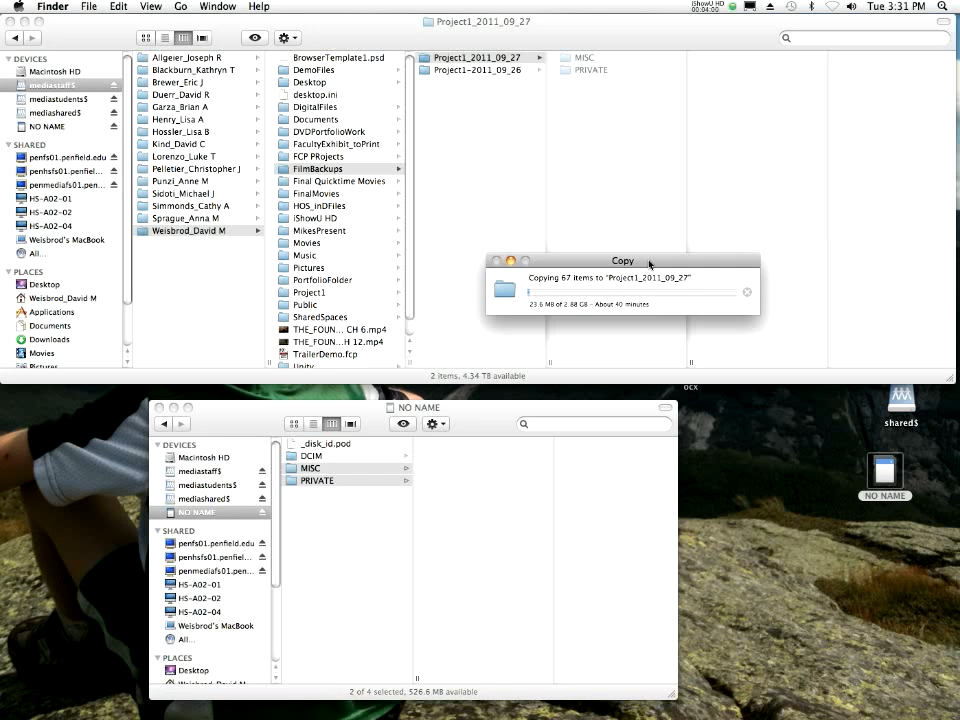 Finder File Edit View Go Window Help
iShowU HD
00:04:00
Tue 3:31 PM
Project1_2011_09_27
DEVICES
Macintosh HD
mediastaff$
mediastudents$
mediashared$
NO NAME
SHARED
penfs01.penfield.edu
penhsfs01.penfiel...
penmediafs01.pen...
HS-A02-01
HS-A02-02
HS-A02-04
Weisbrod's MacBook
All...
PLACES
Desktop
Weisbrod_David M
Applications
Documents
Downloads
Movies
Pictures
Allgeier_Joseph R
Blackburn_Kathryn T
Brewer_Eric J
Duerr_David R
Garza_Brian A
Henry_Lisa A
Hossler_Lisa B
Kind_David C
Lorenzo_Luke T
Pelletier_Christopher J
Punzi_Anne M
Sidoti_Michael J
Simmonds_Cathy A
Sprague_Anna M
Weisbrod_David M
BrowserTemplate1.psd
DemoFiles
Desktop
desktop.ini
DigitalFiles
Documents
DVDPortfolioWork
FacultyExhibit_toPrint
FCP PRojects
FilmBackups
Final Quicktime Movies
FinalMovies
HOS_inDFiles
iShowU HD
MikesPresent
Movies
Music
Pictures
PortfolioFolder
Project1
Public
SharedSpaces
THE_FOUN... CH 6.mp4
THE_FOUN...H 12.mp4
TrailerDemo.fcp
Unity
Project1_2011_09_27
Project1-2011_09_26
MISC
PRIVATE
Copy
Copying 67 items to "Project1_2011_09_27"
23.6 MB of 2.88 GB - About 40 minutes
2 items, 4.34 TB available
ocx
shared$
NO NAME
NO NAME
DEVICES
Macintosh HD
mediastaff$
mediastudents$
mediashared$
NO NAME
SHARED
penfs01.penfield.edu
penhsfs01.penfiel...
penmediafs01.pen...
HS-A02-01
HS-A02-02
HS-A02-04
Weisbrod's MacBook
All...
PLACES
Desktop
Weisbrod_David M
_disk_id.pod
DCIM
MISC
PRIVATE
2 of 4 selected, 526.6 MB available